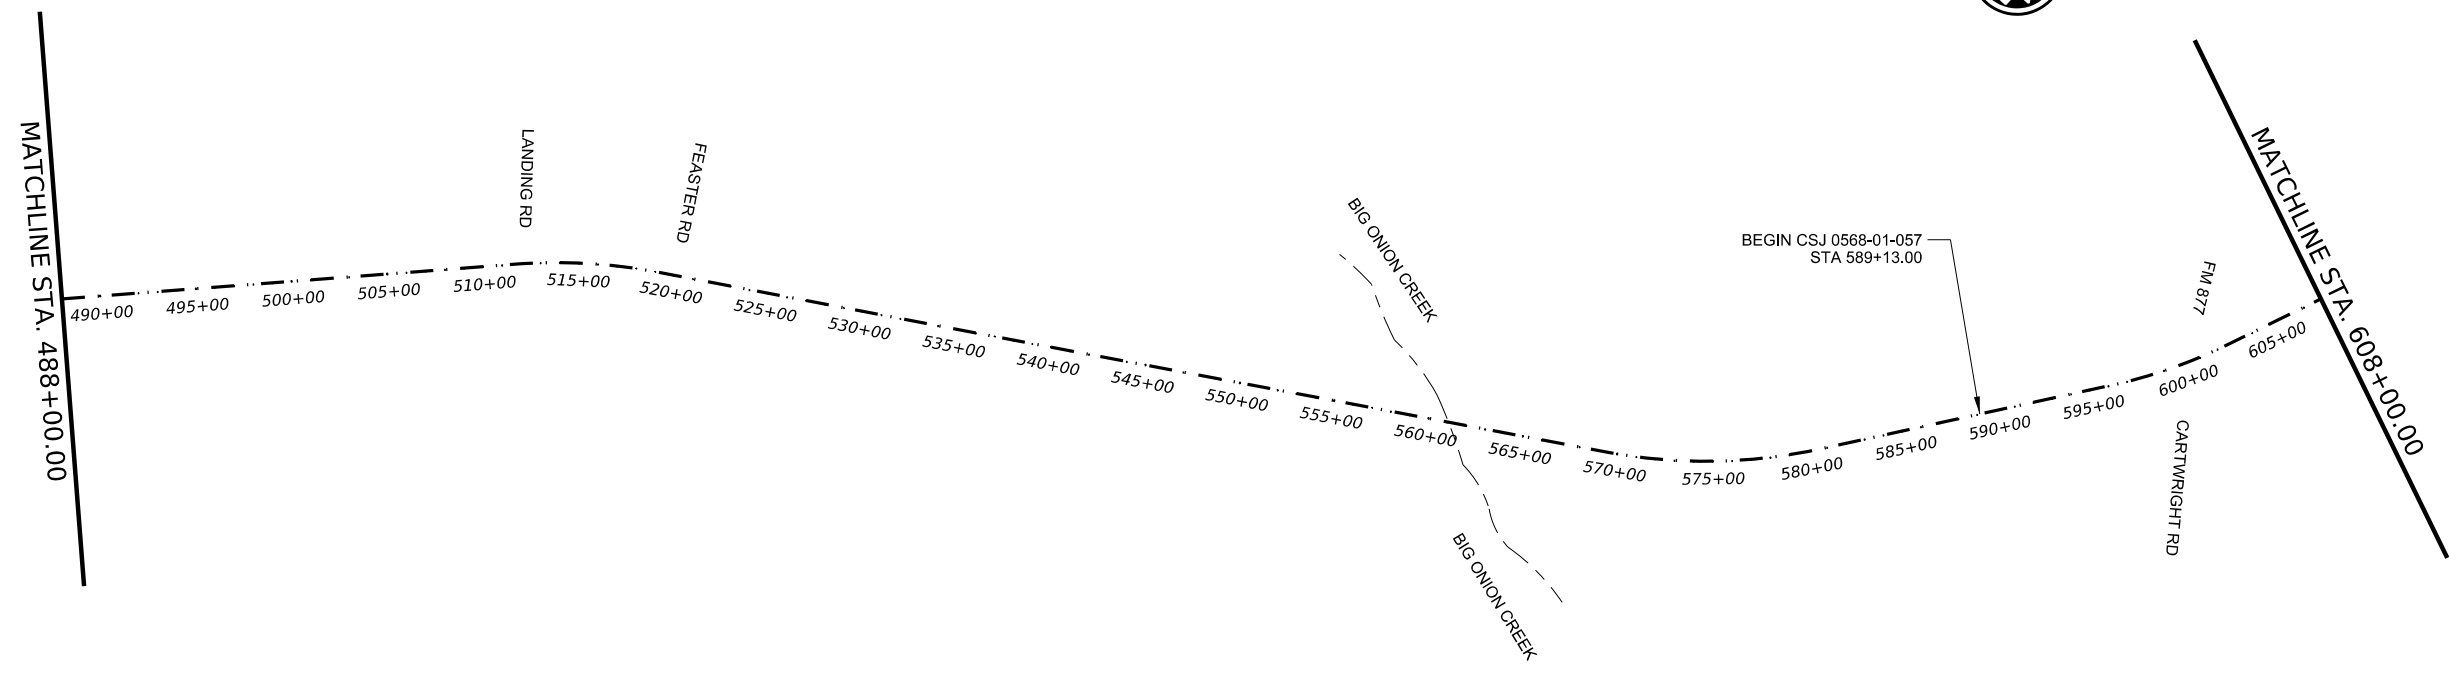 MATCHLINE STA. 488+00.00
490+00
495+00
500+00
505+00
510+00
515+00
520+00
525+00
530+00
535+00
540+00
545+00
550+00
555+00
560+00
565+00
570+00
575+00
580+00
585+00
590+00
595+00
600+00
605+00
LANDING RD
FEASTER RD
BIG ONION CREEK
BIG ONION CREEK
BEGIN CSJ 0568-01-057
STA 589+13.00
FM 877
CARTWRIGHT RD
MATCHLINE STA. 608+00.00